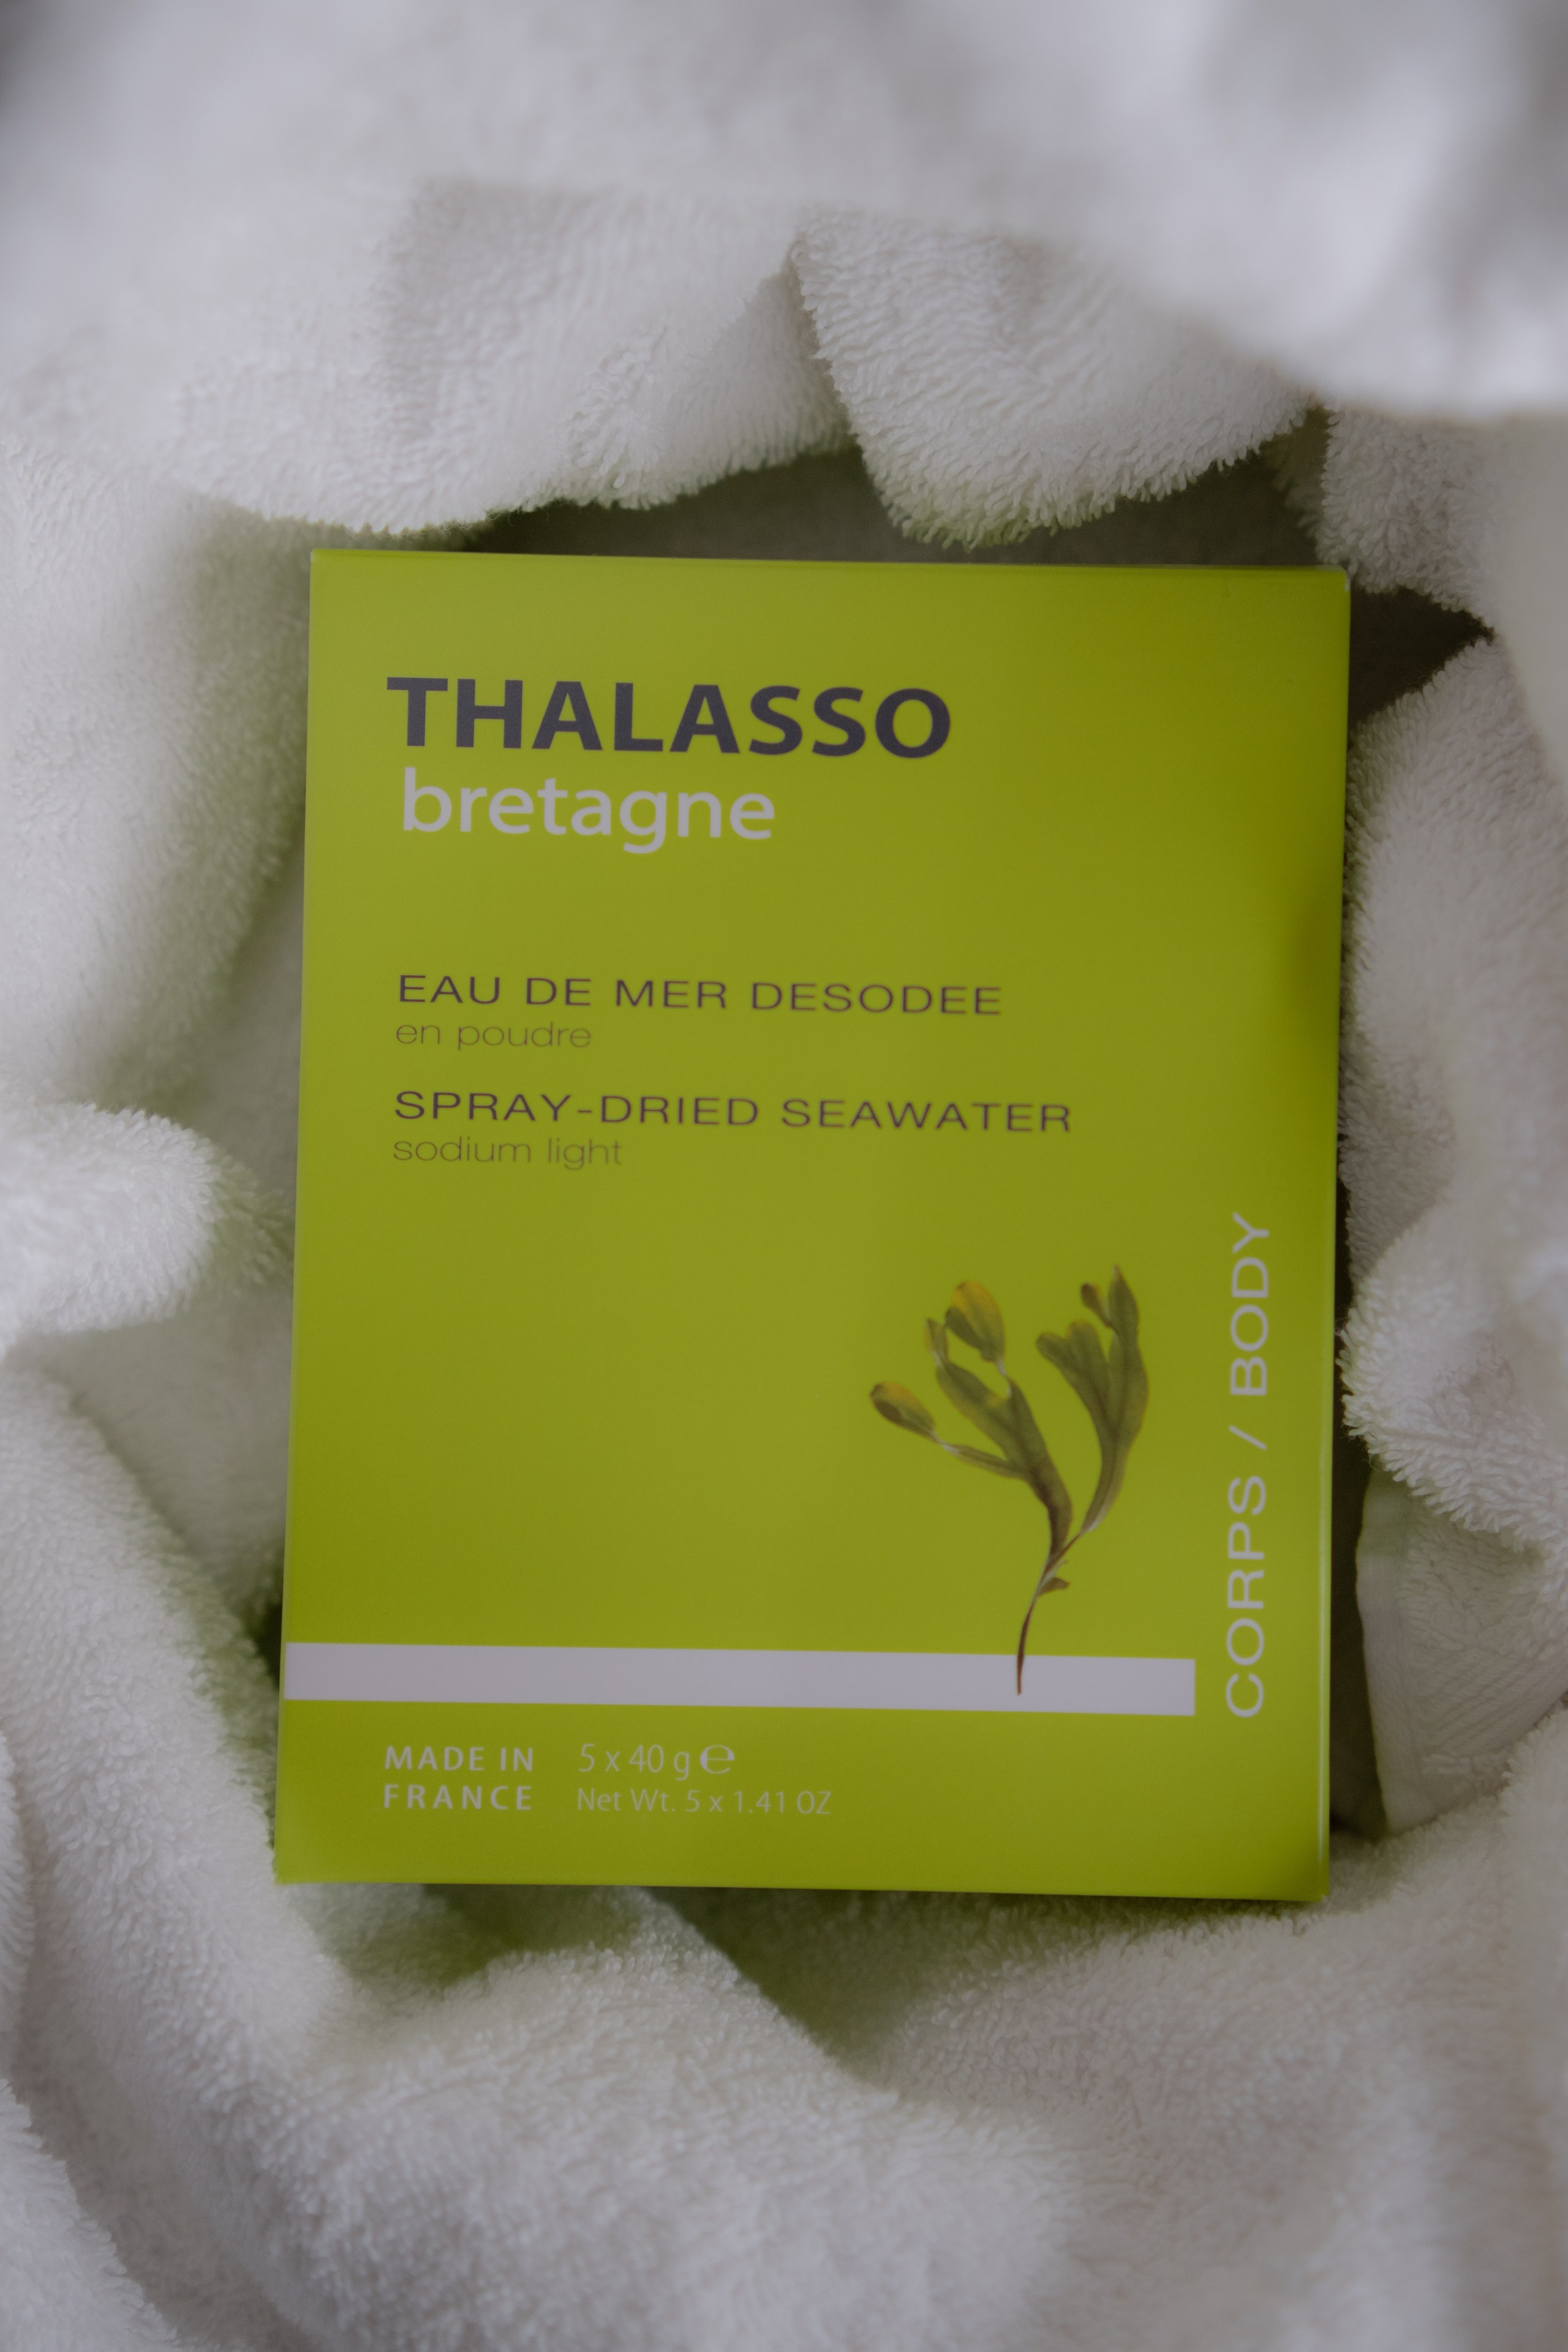 THALASSO
bretagne
EAU DE MER DESODEE
en poudre
SPRAY-DRIED SEAWATER
sodium light
CORPS / BODY
MADE IN
FRANCE
5 x 40 g ℮
Net Wt. 5 x 1.41 OZ